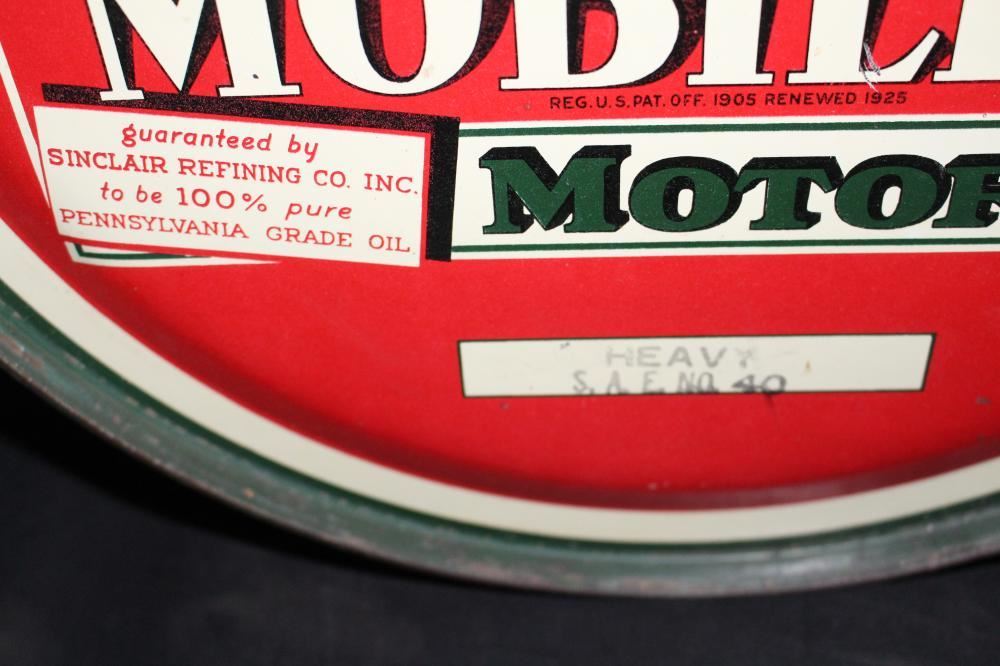 MOBIL
REG. U.S. PAT. OFF. 1905 RENEWED 1925
guaranteed by
SINCLAIR REFINING CO. INC.
to be 100% pure
PENNSYLVANIA GRADE OIL
MOTOR
HEAVY
S. A. E. NO. 40